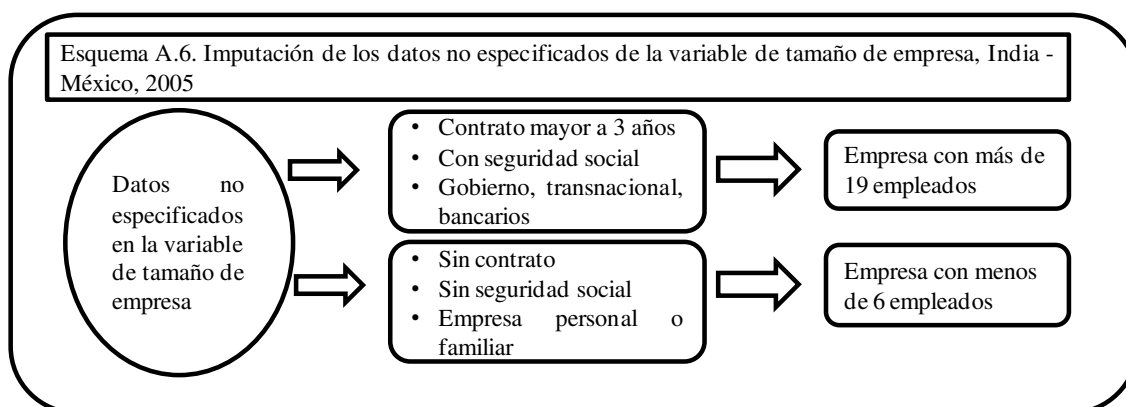 Esquema A.6. Imputación de los datos no especificados de la variable de tamaño de empresa, India -
México, 2005
Datos no
especificados
en la variable
de tamaño de
empresa
• Contrato mayor a 3 años
• Con seguridad social
• Gobierno, transnacional,
bancarios
Empresa con más de
19 empleados
• Sin contrato
• Sin seguridad social
• Empresa personal o
familiar
Empresa con menos
de 6 empleados